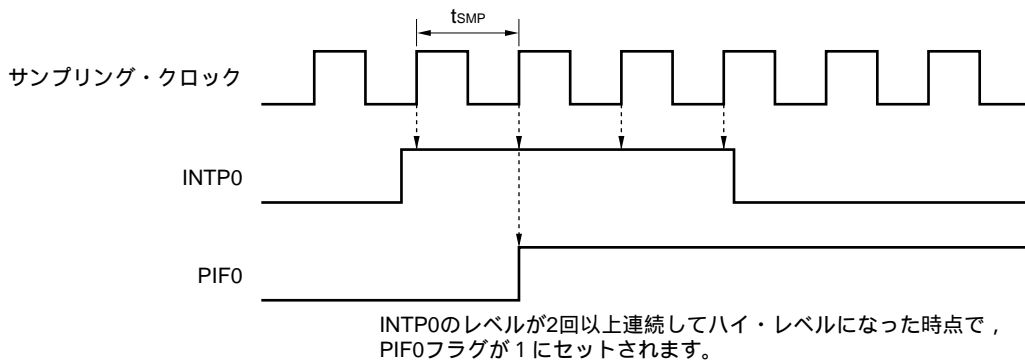 tSMP
サンプリング・クロック
INTP0
PIF0
INTP0のレベルが2回以上連続してハイ・レベルになった時点で，
PIF0フラグが１にセットされます。